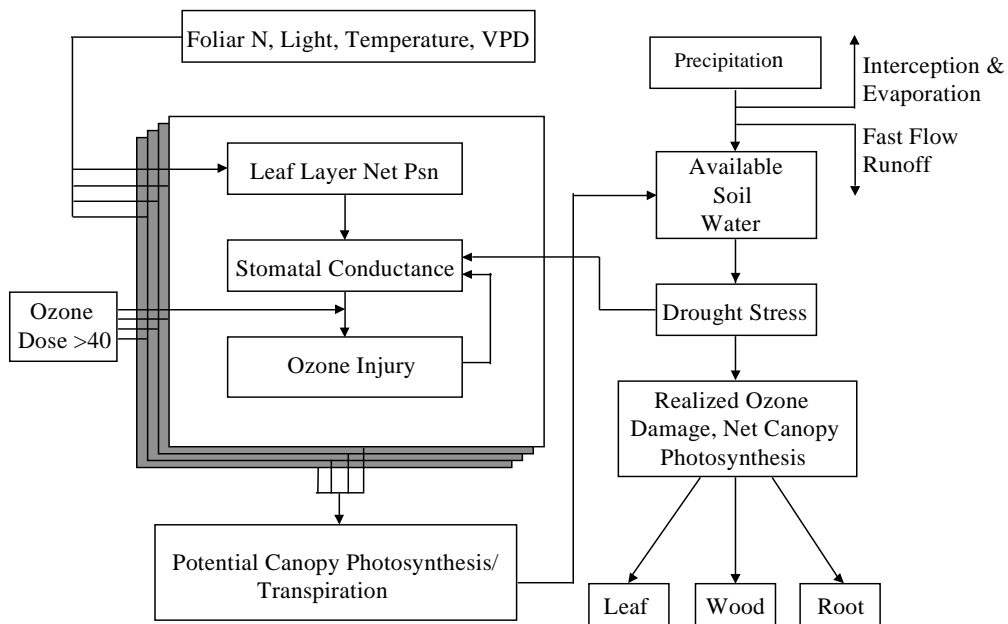 Foliar N, Light, Temperature, VPD
Precipitation
Interception &
Evaporation
Fast Flow
Runoff
Leaf Layer Net Psn
Available
Soil
Water
Stomatal Conductance
Ozone
Dose >40
Drought Stress
Ozone Injury
Realized Ozone
Damage, Net Canopy
Photosynthesis
Potential Canopy Photosynthesis/
Transpiration
Leaf
Wood
Root